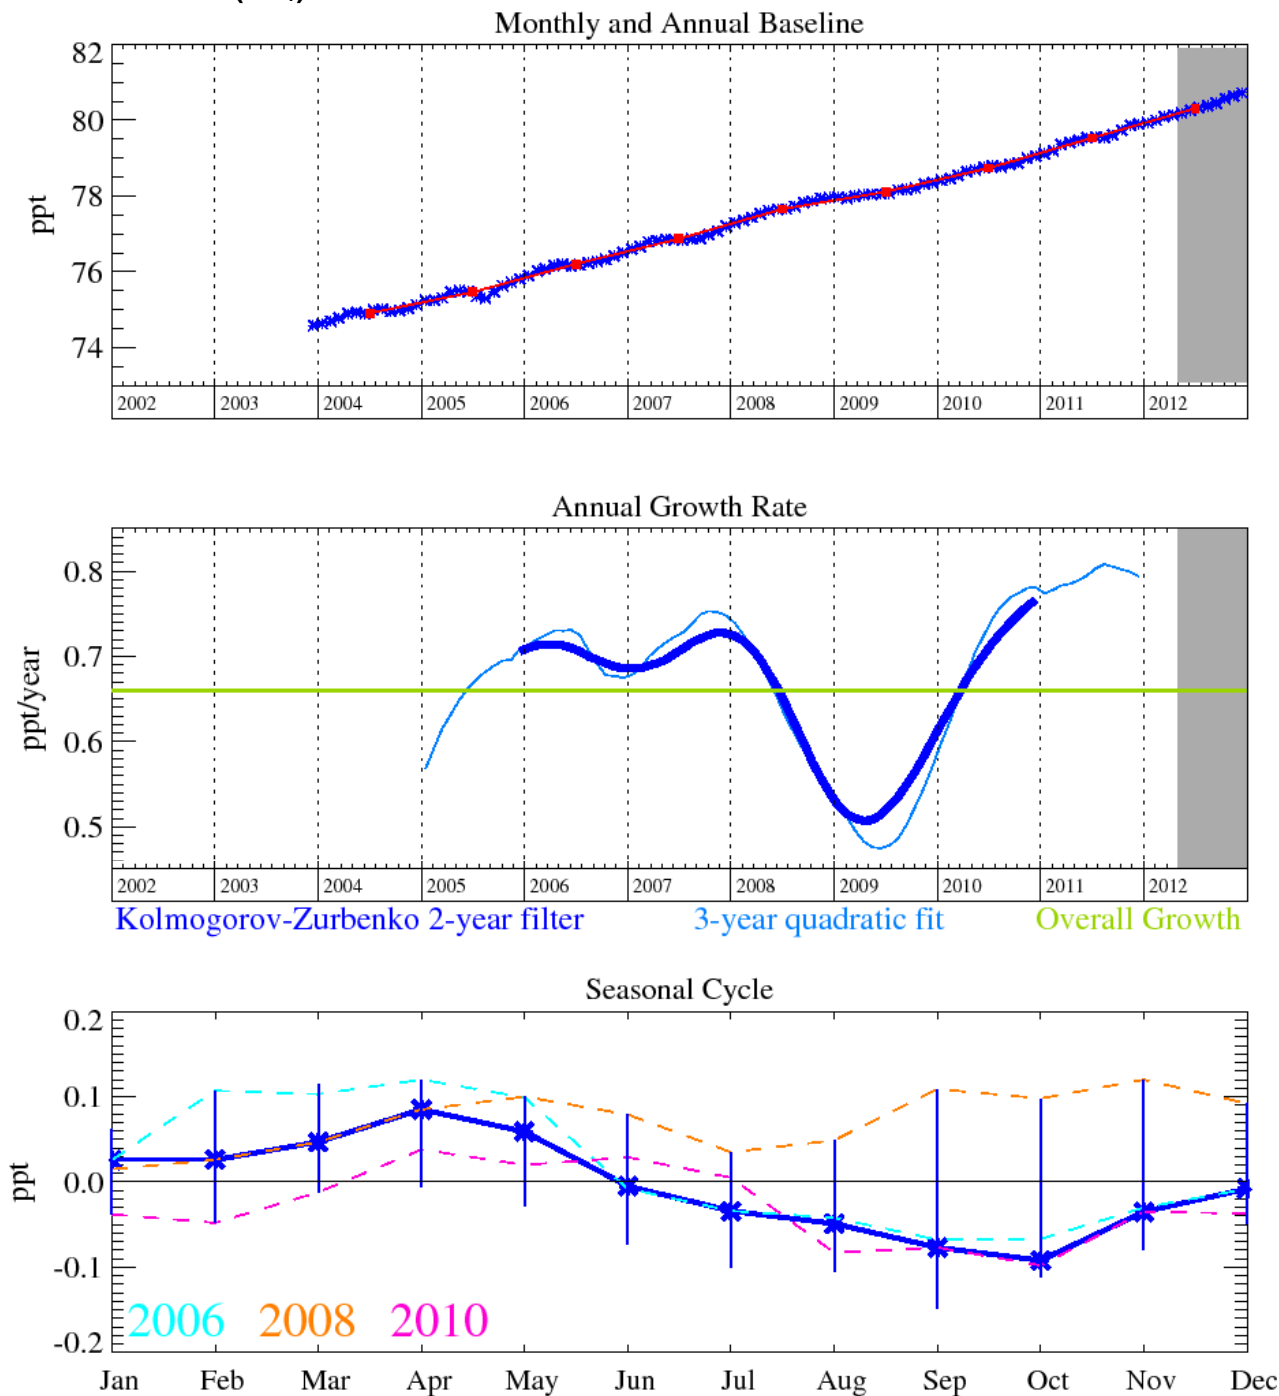 Monthly and Annual Baseline
82
80
78
76
74
ppt
2002 2003 2004 2005 2006 2007 2008 2009 2010 2011 2012
Annual Growth Rate
0.8
0.7
0.6
0.5
ppt/year
2002 2003 2004 2005 2006 2007 2008 2009 2010 2011 2012
Kolmogorov-Zurbenko 2-year filter 3-year quadratic fit Overall Growth
Seasonal Cycle
0.2
0.1
0.0
-0.1
-0.2
ppt
2006 2008 2010
Jan Feb Mar Apr May Jun Jul Aug Sep Oct Nov Dec